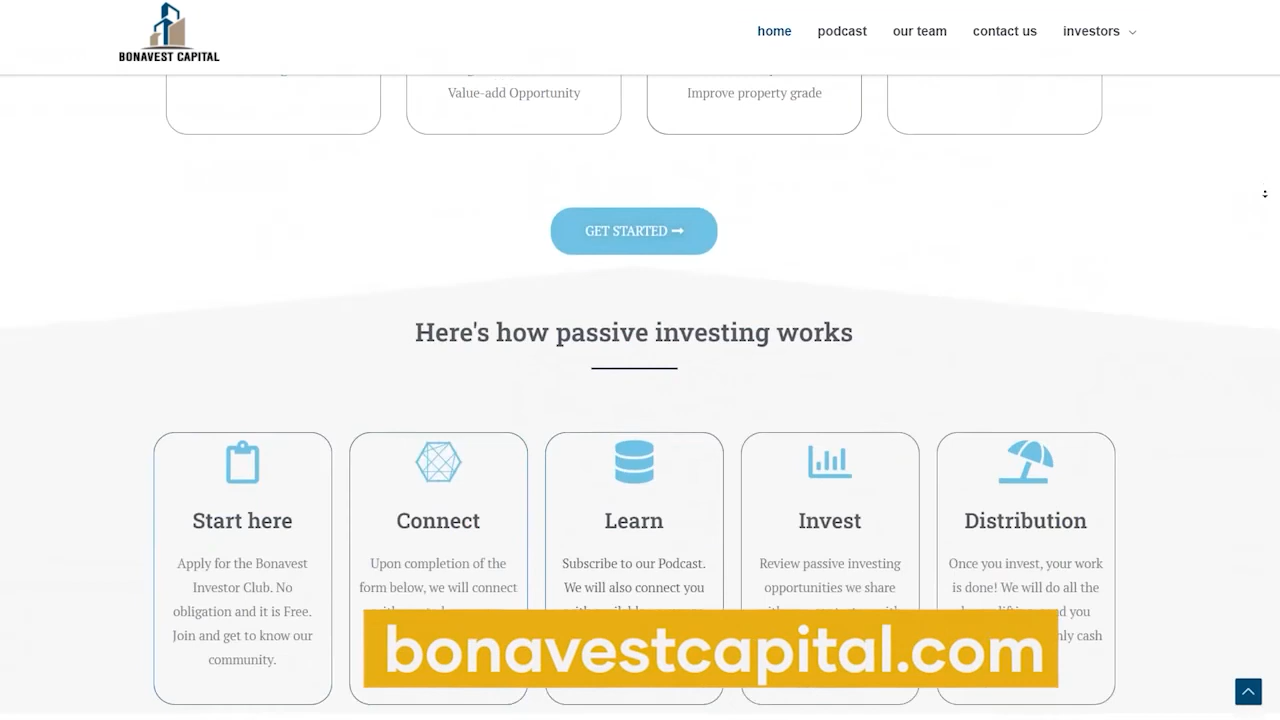 BONAVEST CAPITAL
home
podcast
our team
contact us
investors
Value-add Opportunity
Improve property grade
GET STARTED
Here's how passive investing works
Start here
Apply for the Bonavest
Investor Club. No
obligation and it is Free.
Join and get to know our
community.
Connect
Upon completion of the
form below, we will connect
Learn
Subscribe to our Podcast.
We will also connect you
Invest
Review passive investing
opportunities we share
Distribution
Once you invest, your work
is done! We will do all the
you
cash
bonavestcapital.com